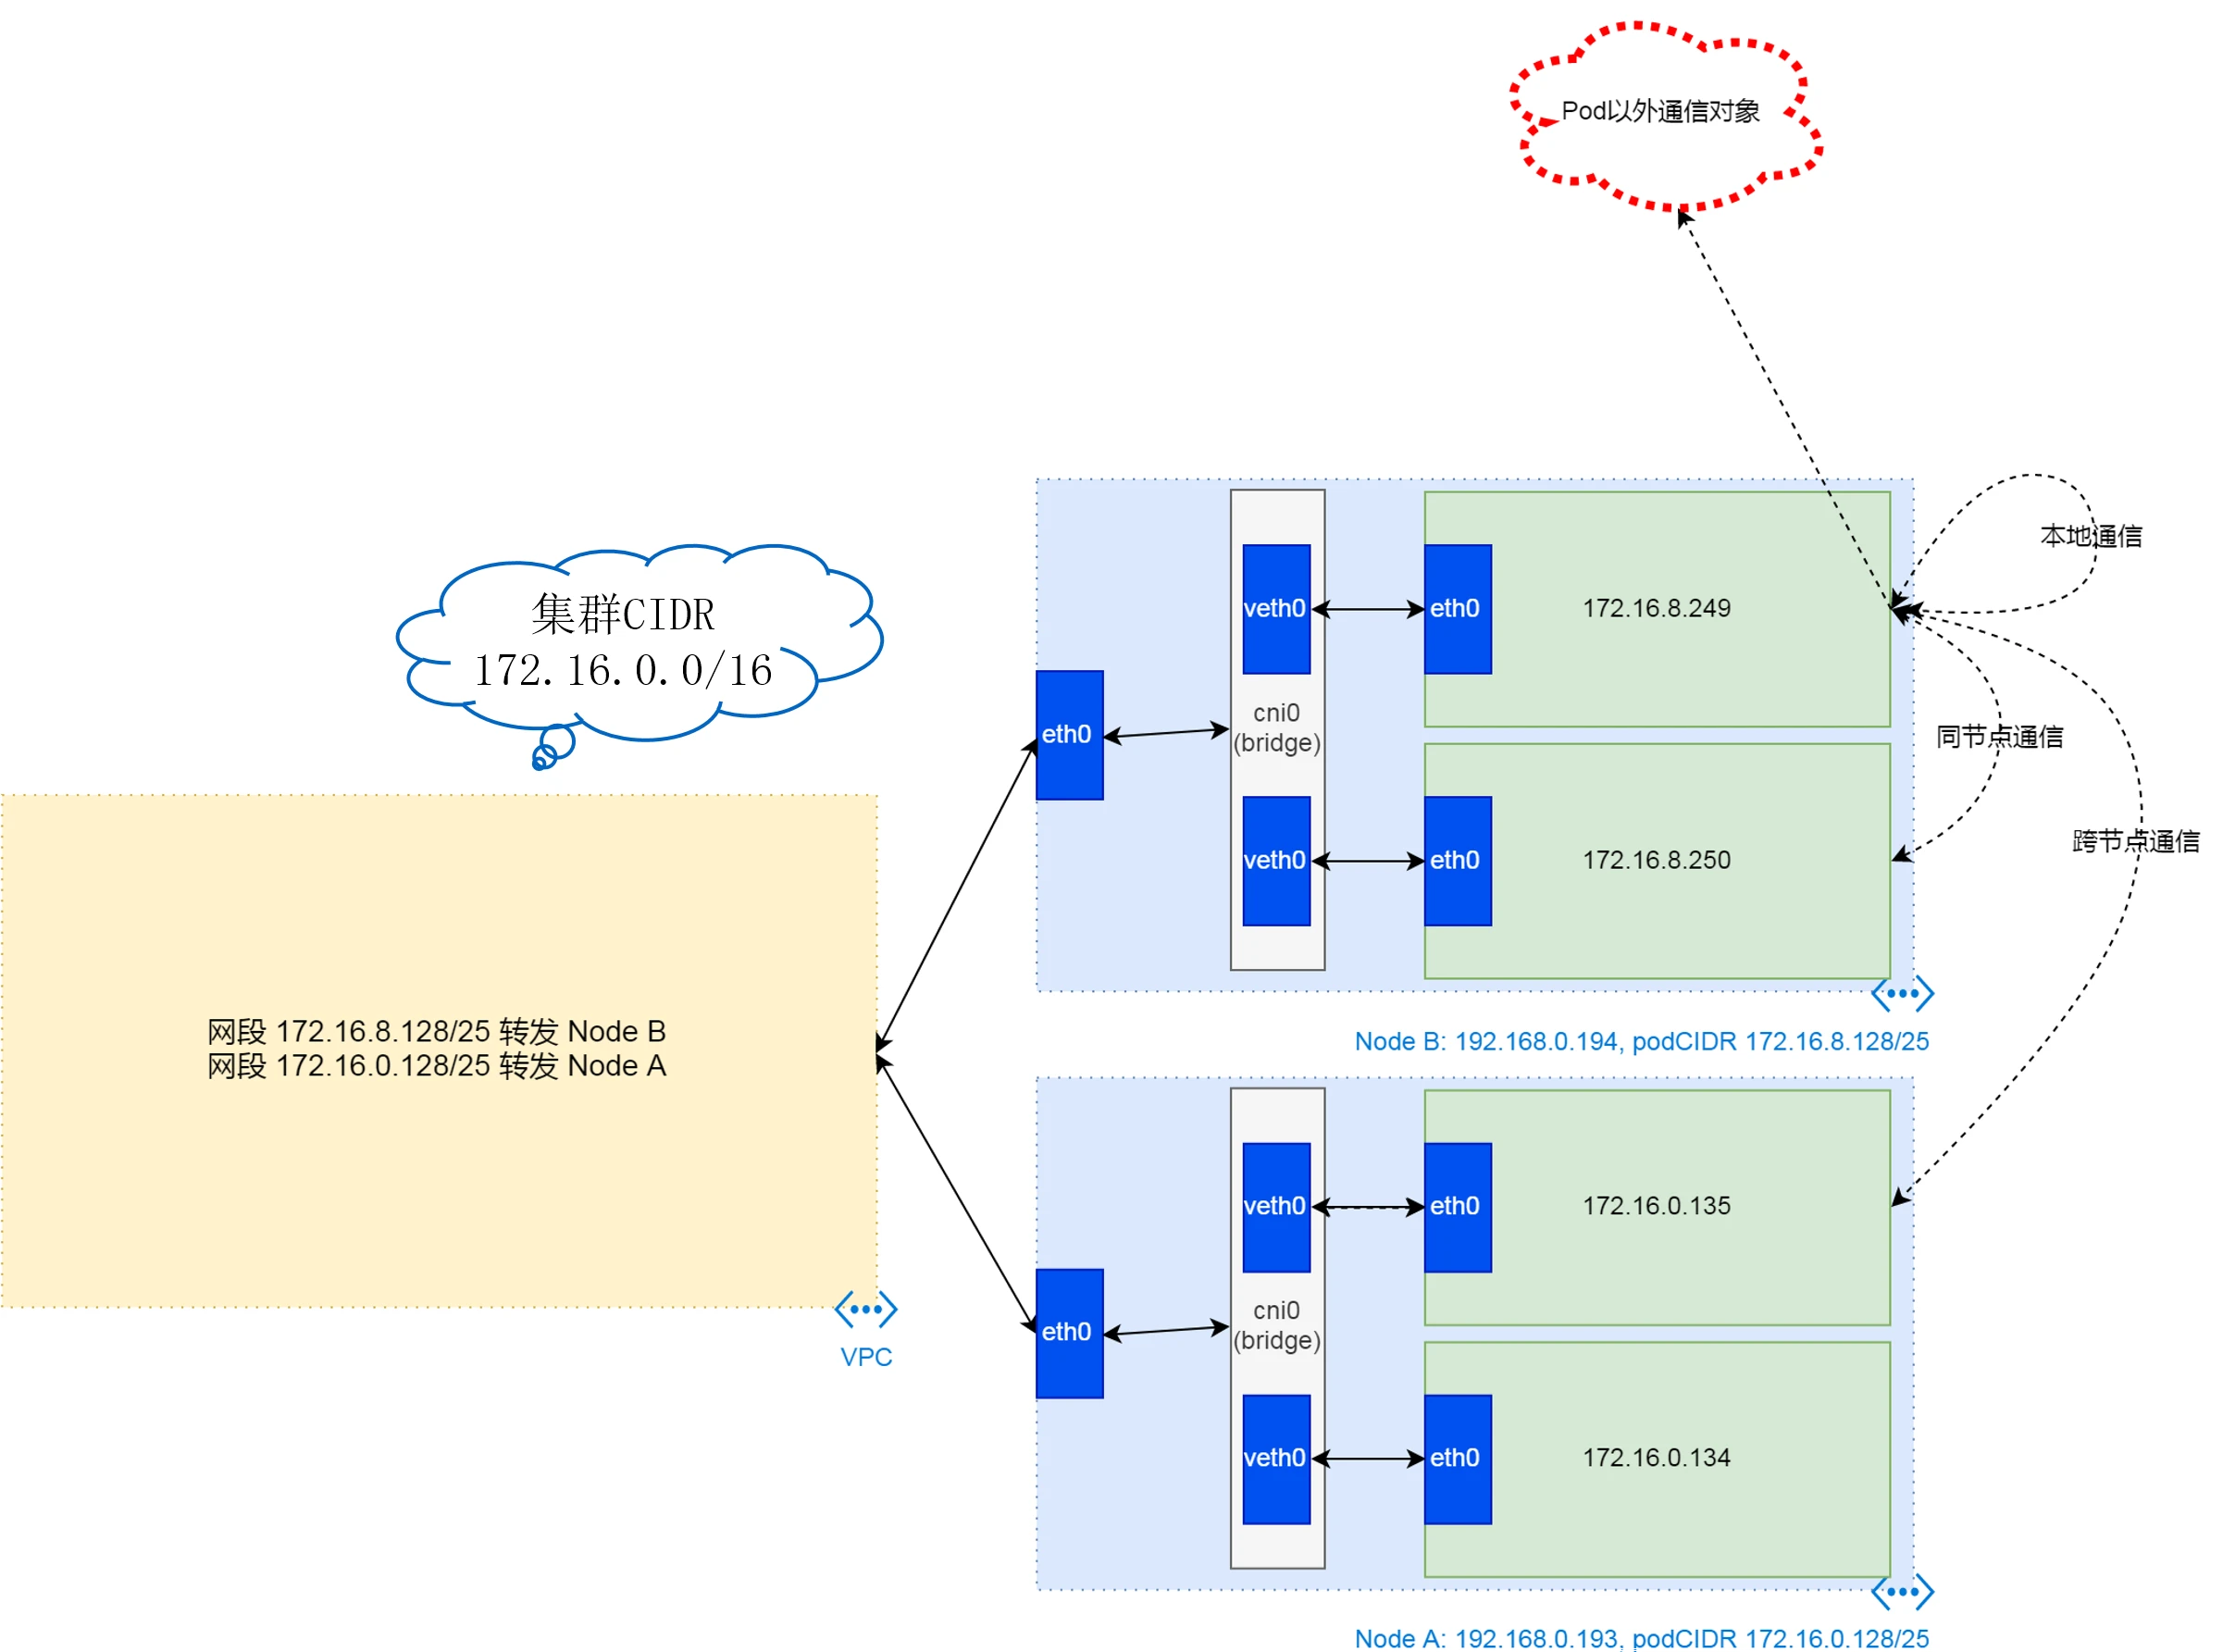 Pod以外通信对象
集群CIDR
172.16.0.0/16
网段 172.16.8.128/25 转发 Node B
网段 172.16.0.128/25 转发 Node A
VPC
eth0
veth0
eth0
172.16.8.249
cni0
(bridge)
veth0
eth0
172.16.8.250
本地通信
同节点通信
跨节点通信
Node B: 192.168.0.194, podCIDR 172.16.8.128/25
eth0
veth0
eth0
172.16.0.135
cni0
(bridge)
veth0
eth0
172.16.0.134
Node A: 192.168.0.193, podCIDR 172.16.0.128/25